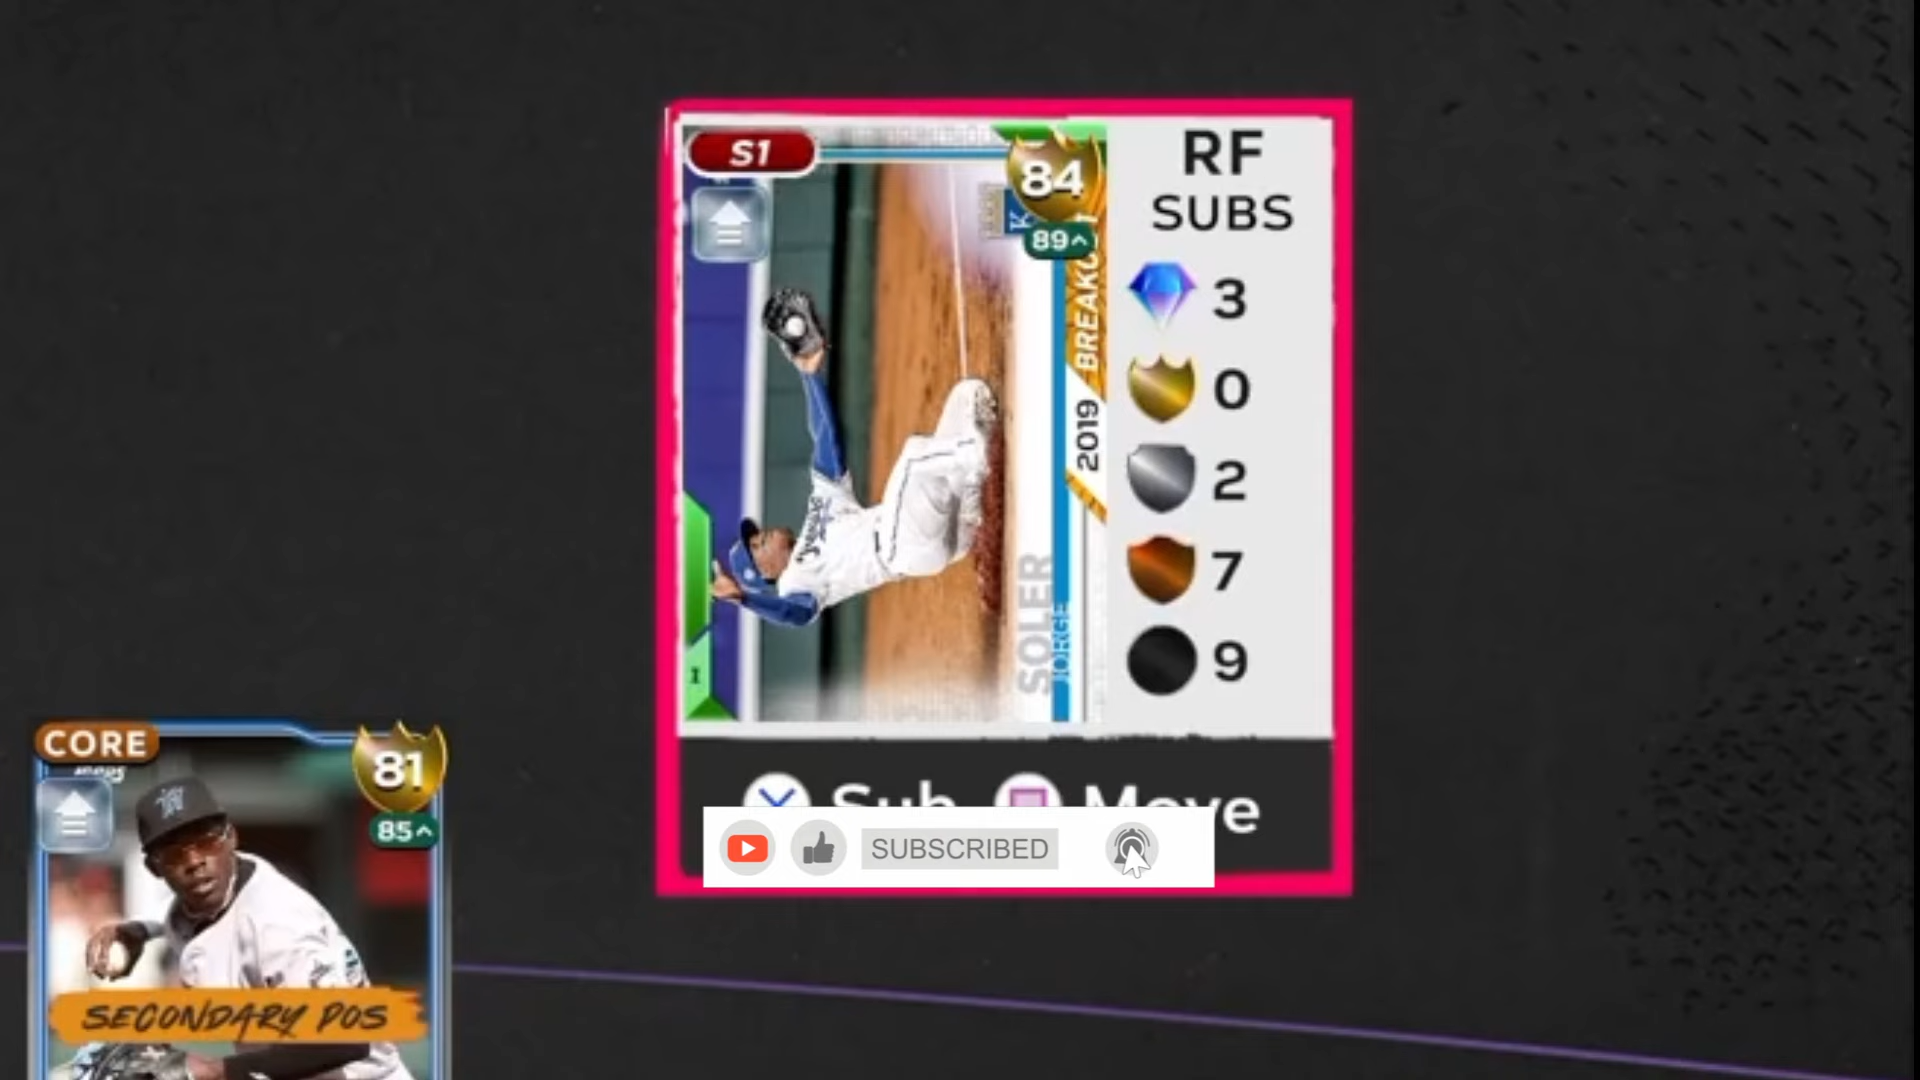 S1
84
89^
K
BREAKO
2019
SOLER
JORGE
1
RF
SUBS
3
0
2
7
9
Sub Move
SUBSCRIBED
CORE
81
85^
SECONDARY POS